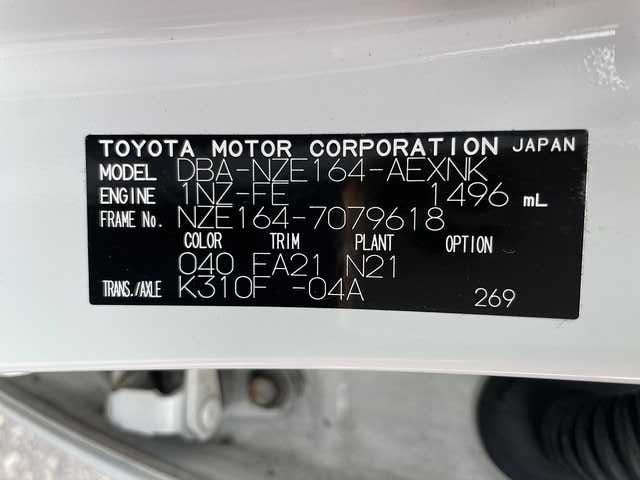 TOYOTA MOTOR CORPORATION JAPAN
MODEL DBA-NZE164-AEXNK
ENGINE 1NZ-FE 1496 mL
FRAME No. NZE164-7079618
COLOR TRIM PLANT OPTION
040 FA21 N21
TRANS./AXLE K310F -04A 269